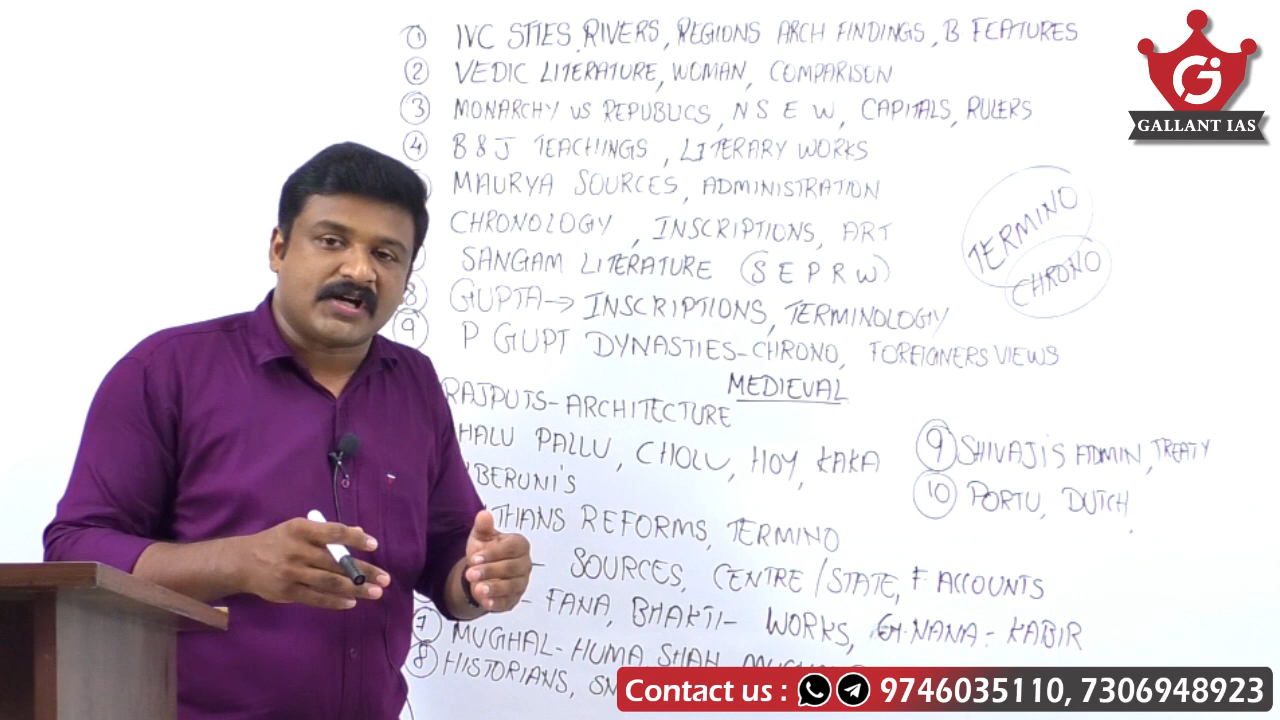 ① IVC SITES, RIVERS, REGIONS ARCH FINDINGS, B FEATURES
② VEDIC LITERATURE, WOMAN, COMPARISON
③ MONARCHY VS REPUBLICS, N S E W, CAPITALS, RULERS
④ B & J TEACHINGS, LITERARY WORKS
MAURYA SOURCES, ADMINISTRATION
CHRONOLOGY, INSCRIPTIONS, ART
SANGAM LITERATURE (S E P R W)
8 GUPTA → INSCRIPTIONS, TERMINOLOGY
⑨ P GUPT DYNASTIES - CHRONO, FOREIGNERS VIEWS
TERMINO
CHRONO
MEDIEVAL
RAJPUTS - ARCHITECTURE
HALU PALLU, CHOLU, HOY, KAKA
BERUNI'S
THANS REFORMS, TERMINO
- SOURCES, CENTRE / STATE, F ACCOUNTS
- FANA, BHAKTI - WORKS, NANA - KABIR
⑦ MUGHAL - HUMA, SHAH
⑧ HISTORIANS,
⑨ SHIVAJIS ADMIN, TREATY
⑩ PORTU, DUTCH
G
GALLANT IAS
Contact us : 9746035110, 7306948923